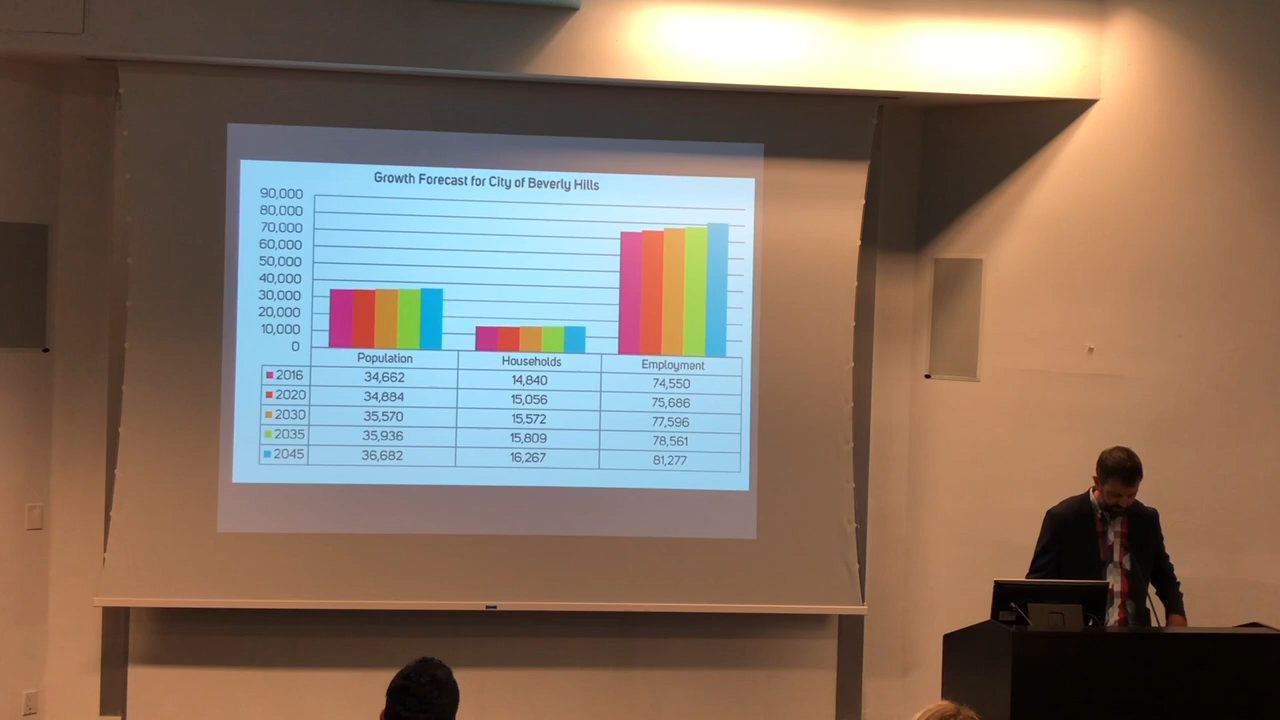 Growth Forecast for City of Beverly Hills
90,000
80,000
70,000
60,000
50,000
40,000
30,000
20,000
10,000
0
Population Households Employment
2016 34,662 14,840 74,550
2020 34,884 15,056 75,686
2030 35,570 15,572 77,596
2035 35,936 15,809 78,561
2045 36,682 16,267 81,277